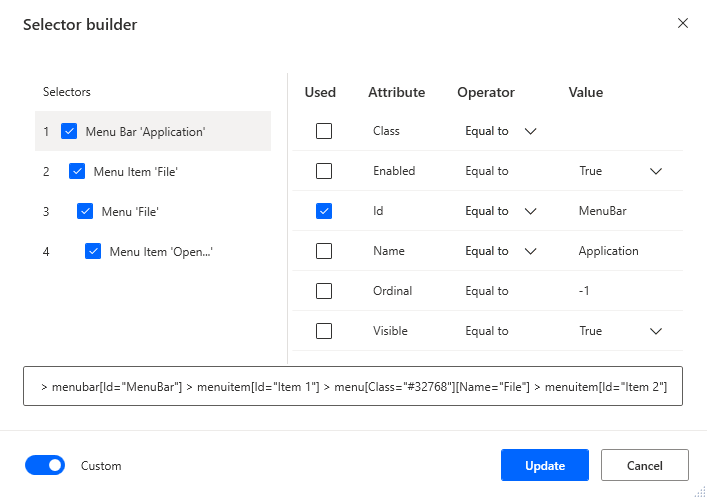 Selector builder
Selectors
1 Menu Bar 'Application'
2 Menu Item 'File'
3 Menu 'File'
4 Menu Item 'Open...'
Used Attribute Operator Value
Class Equal to
Enabled Equal to True
Id Equal to MenuBar
Name Equal to Application
Ordinal Equal to -1
Visible Equal to True
> menubar[Id="MenuBar"] > menuitem[Id="Item 1"] > menu[Class="#32768"][Name="File"] > menuitem[Id="Item 2"]
Custom
Update Cancel